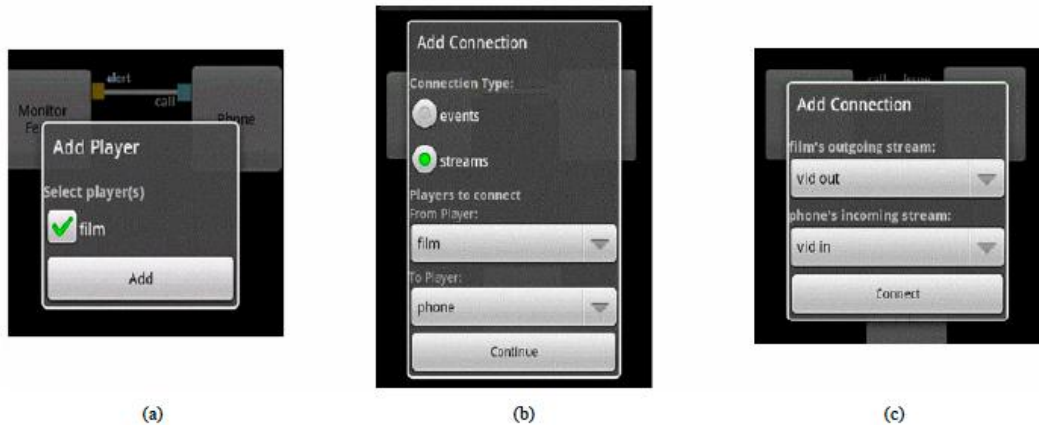 alert
call
Monitor
Fe
Phone
Add Player
Select player(s)
film
Add
(a)
Add Connection
Connection Type:
events
streams
Players to connect
From Player:
film
To Player:
phone
Continue
(b)
call
Add Connection
film's outgoing stream:
vid out
phone's incoming stream:
vid in
Connect
(c)